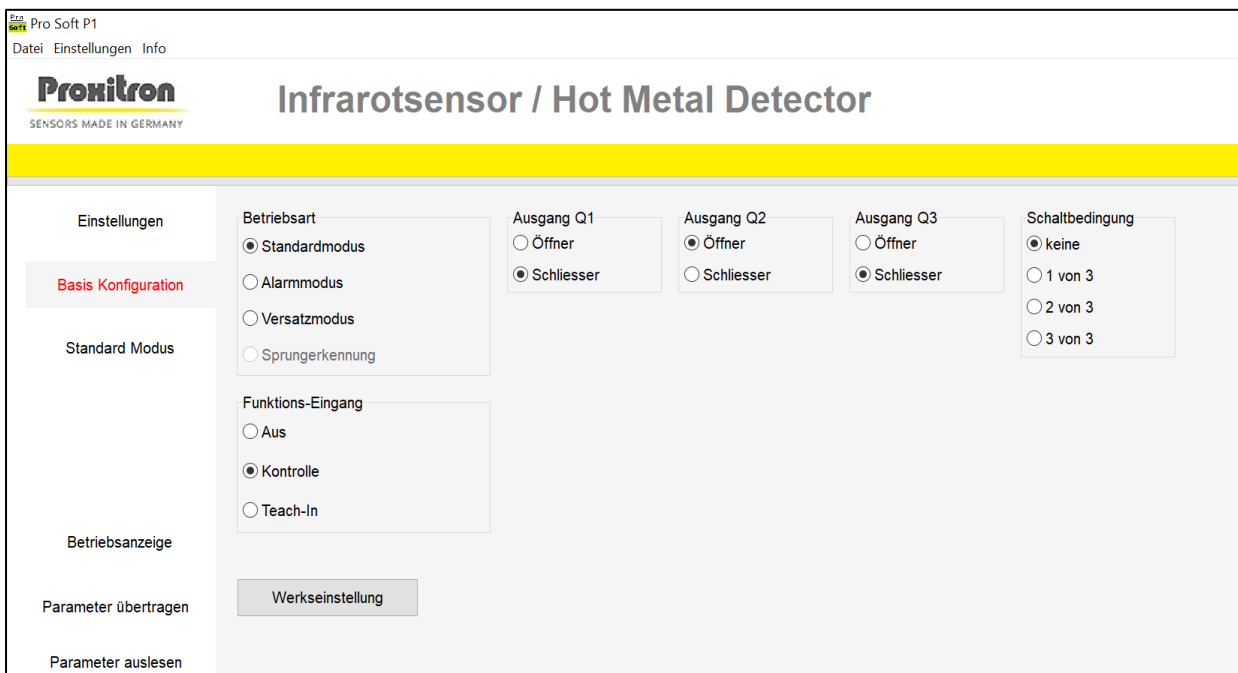 Pro
Soft
Pro Soft P1
Datei Einstellungen Info
Proxitron
SENSORS MADE IN GERMANY
Infrarotsensor / Hot Metal Detector
Einstellungen
Basis Konfiguration
Standard Modus
Betriebsanzeige
Parameter übertragen
Parameter auslesen
Betriebsart
Standardmodus
Alarmmodus
Versatzmodus
Sprungerkennung
Funktions-Eingang
Aus
Kontrolle
Teach-In
Werkseinstellung
Ausgang Q1
Öffner
Schliesser
Ausgang Q2
Öffner
Schliesser
Ausgang Q3
Öffner
Schliesser
Schaltbedingung
keine
1 von 3
2 von 3
3 von 3